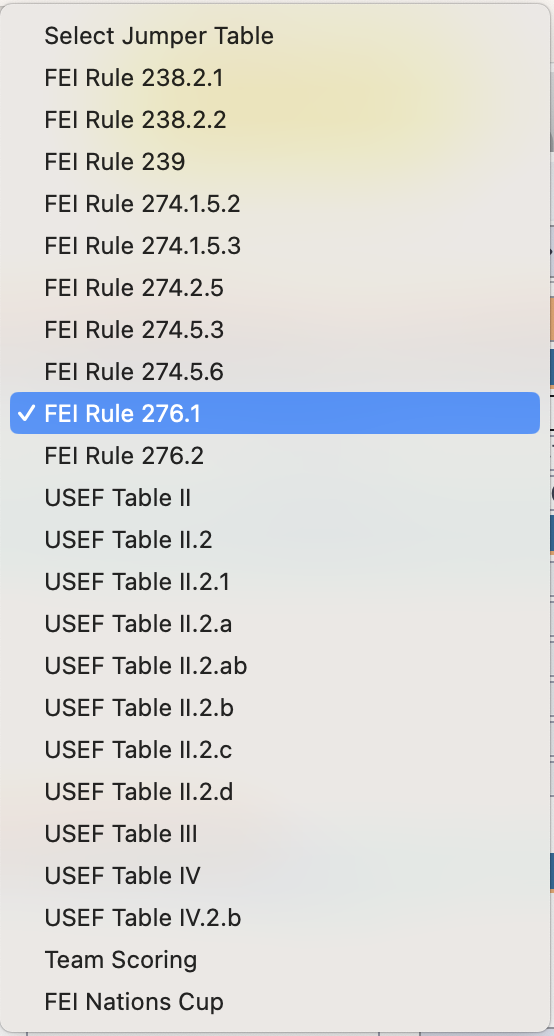 Select Jumper Table
FEI Rule 238.2.1
FEI Rule 238.2.2
FEI Rule 239
FEI Rule 274.1.5.2
FEI Rule 274.1.5.3
FEI Rule 274.2.5
FEI Rule 274.5.3
FEI Rule 274.5.6
✓ FEI Rule 276.1
FEI Rule 276.2
USEF Table II
USEF Table II.2
USEF Table II.2.1
USEF Table II.2.a
USEF Table II.2.ab
USEF Table II.2.b
USEF Table II.2.c
USEF Table II.2.d
USEF Table III
USEF Table IV
USEF Table IV.2.b
Team Scoring
FEI Nations Cup